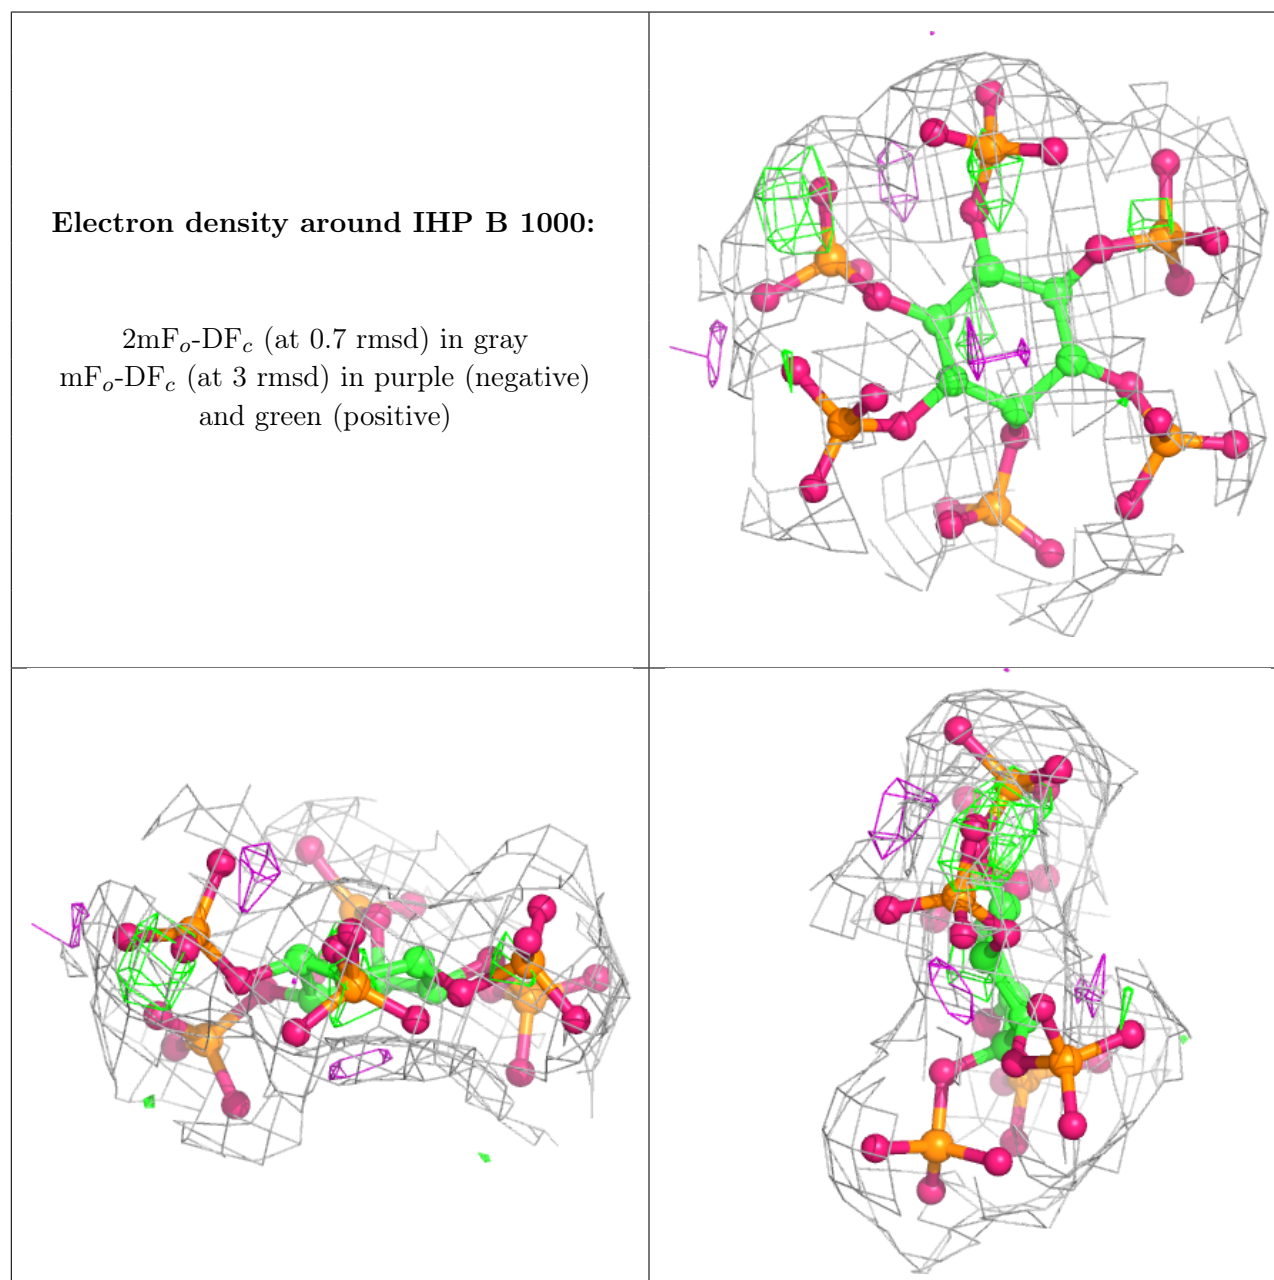 Electron density around IHP B 1000:
2mFo-DFc (at 0.7 rmsd) in gray
mFo-DFc (at 3 rmsd) in purple (negative)
and green (positive)